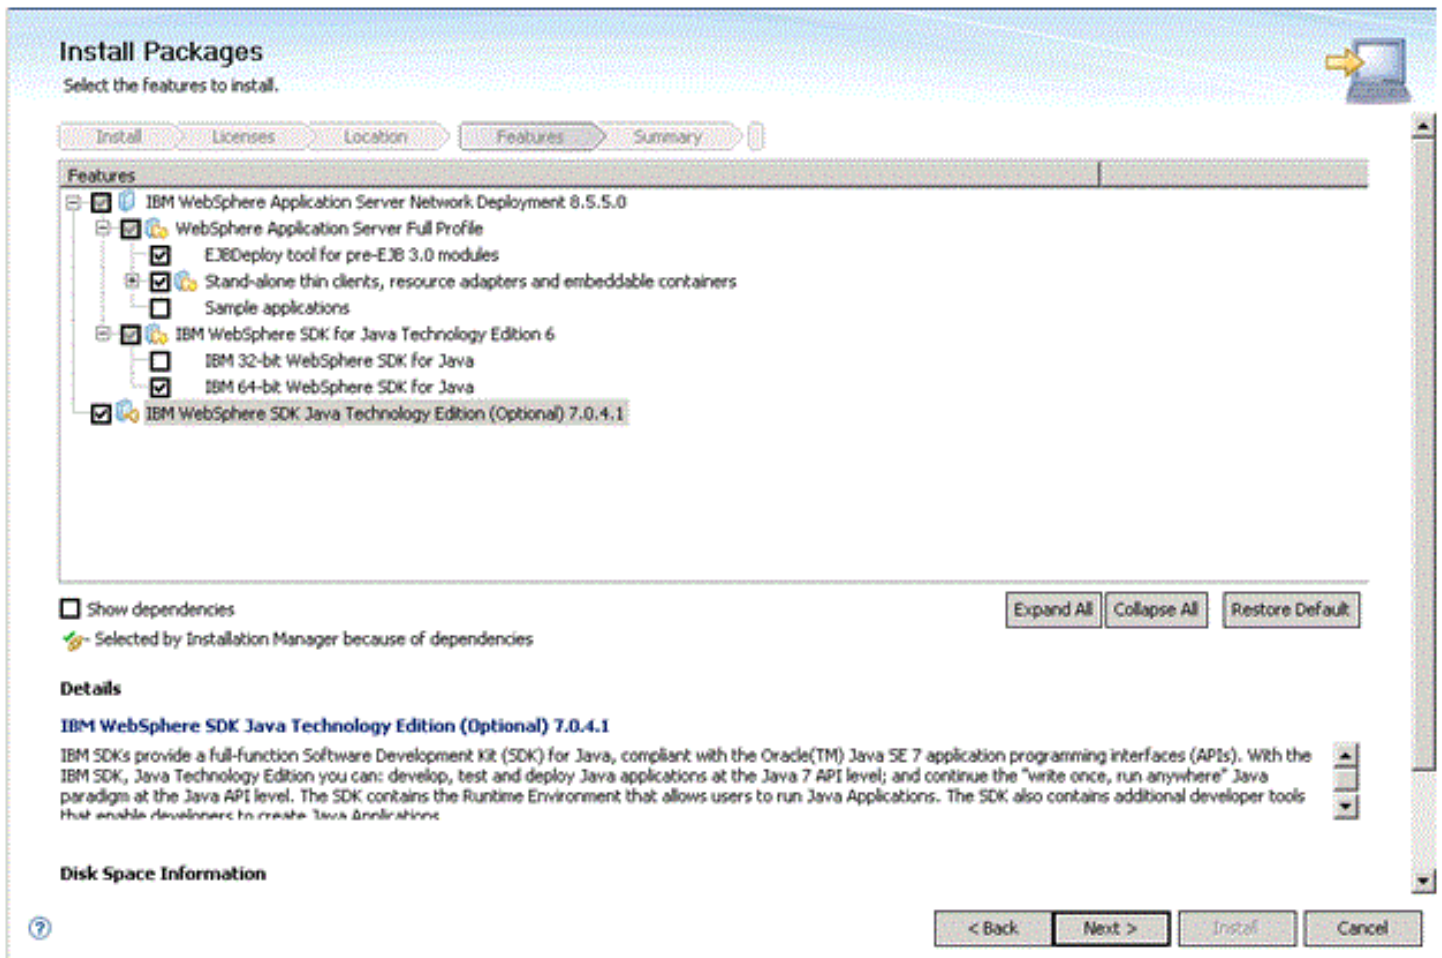 Install Packages
Select the features to install.
Install Licenses Location Features Summary
Features
IBM WebSphere Application Server Network Deployment 8.5.5.0
WebSphere Application Server Full Profile
EJBDeploy tool for pre-EJB 3.0 modules
Stand-alone thin clients, resource adapters and embeddable containers
Sample applications
IBM WebSphere SDK for Java Technology Edition 6
IBM 32-bit WebSphere SDK for Java
IBM 64-bit WebSphere SDK for Java
IBM WebSphere SDK Java Technology Edition (Optional) 7.0.4.1
Show dependencies Expand All Collapse All Restore Default
- Selected by Installation Manager because of dependencies
Details
IBM WebSphere SDK Java Technology Edition (Optional) 7.0.4.1
IBM SDKs provide a full-function Software Development Kit (SDK) for Java, compliant with the Oracle(TM) Java SE 7 application programming interfaces (APIs). With the
IBM SDK, Java Technology Edition you can: develop, test and deploy Java applications at the Java 7 API level; and continue the "write once, run anywhere" Java
paradigm at the Java API level. The SDK contains the Runtime Environment that allows users to run Java Applications. The SDK also contains additional developer tools
that enable developers to create Java Applications
Disk Space Information
? < Back Next > Install Cancel